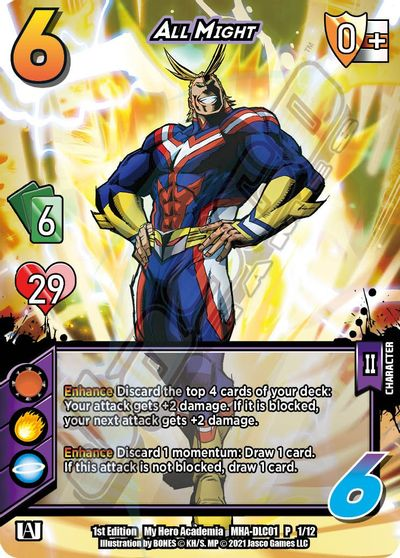 6
ALL MIGHT
0 +
6
29
Enhance Discard the top 4 cards of your deck:
Your attack gets +2 damage. If it is blocked,
your next attack gets +2 damage.
Enhance Discard 1 momentum: Draw 1 card.
If this attack is not blocked, draw 1 card.
II
CHARACTER
6
1st Edition My Hero Academia MHA-DLC01 P 1/12
Illustration by BONES © KH/S. MP © 2021 Jasco Games LLC